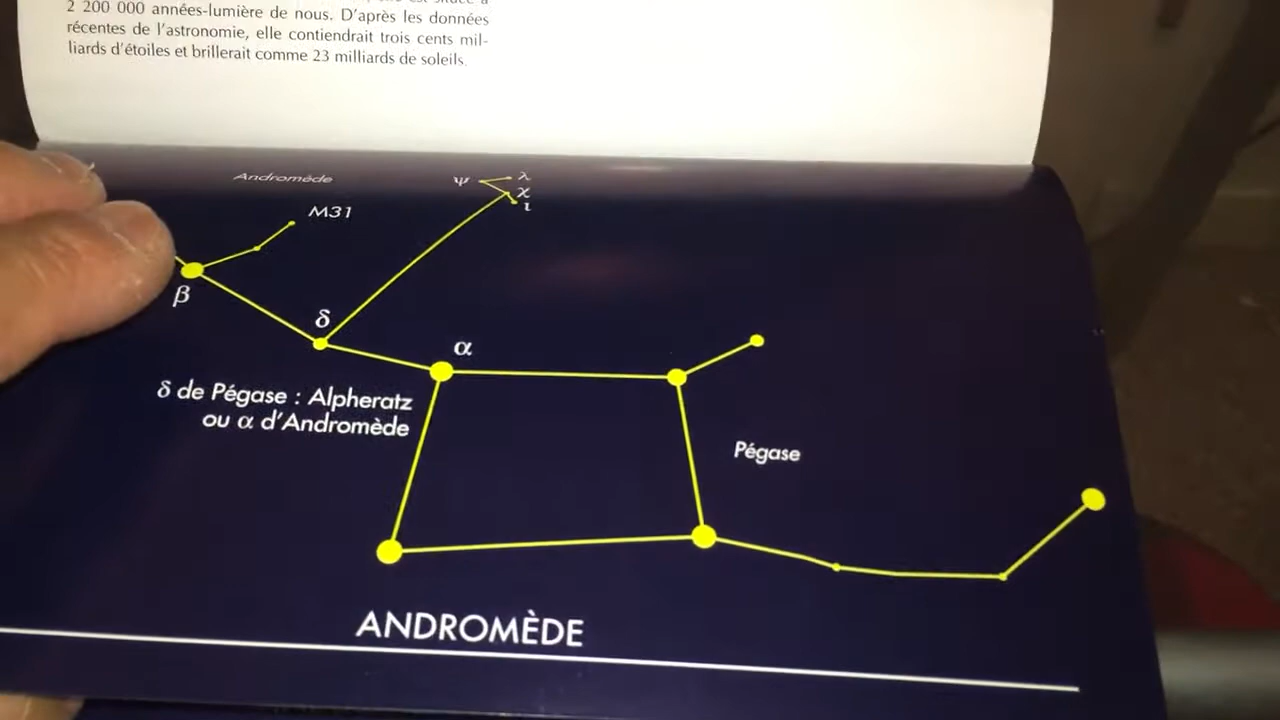 2 200 000 années-lumière de nous. D'après les données
récentes de l'astronomie, elle contiendrait trois cents mil-
liards d'étoiles et brillerait comme 23 milliards de soleils.
Andromède
ψ
λ
χ
ι
M31
β
δ
α
δ de Pégase : Alpheratz
ou α d'Andromède
Pégase
ANDROMÈDE